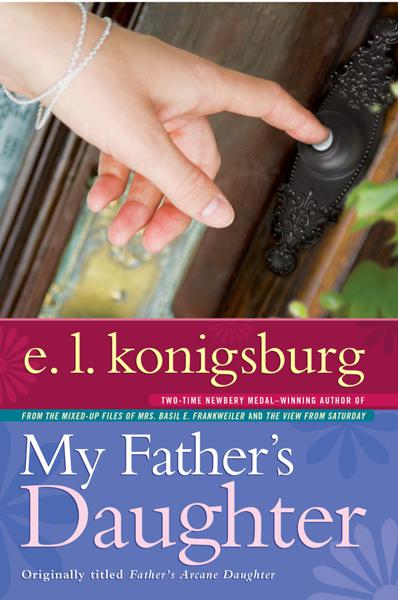 e. l. konigsburg
TWO-TIME NEWBERY MEDAL–WINNING AUTHOR OF
FROM THE MIXED-UP FILES OF MRS. BASIL E. FRANKWEILER AND THE VIEW FROM SATURDAY
My Father's
Daughter
Originally titled Father's Arcane Daughter